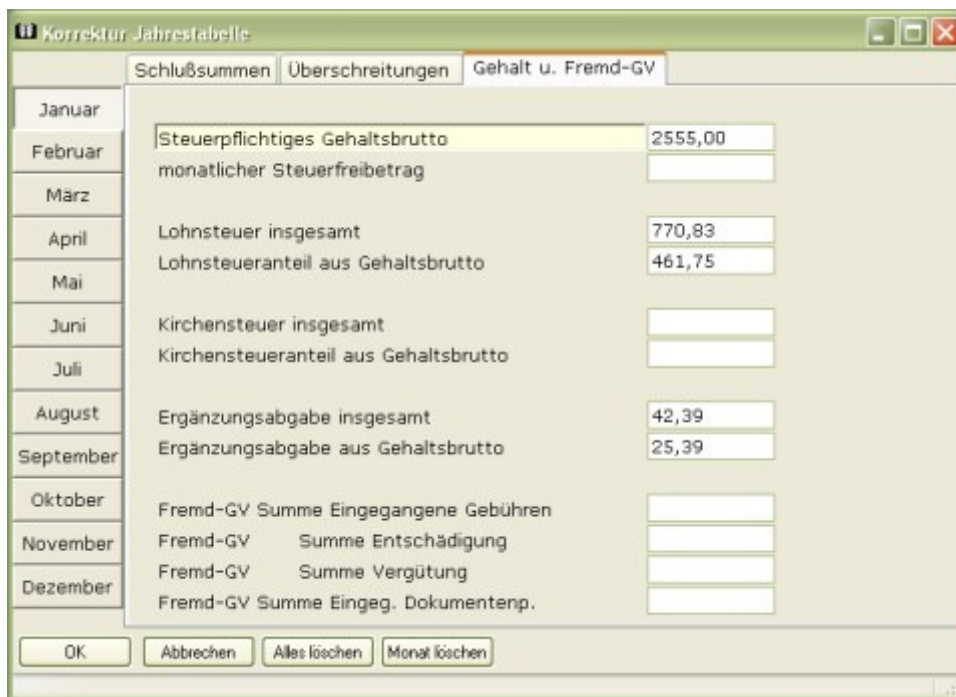 Korrektur Jahrestabelle
Schlußsummen Überschreitungen Gehalt u. Fremd-GV
Januar
Februar
März
April
Mai
Juni
Juli
August
September
Oktober
November
Dezember
Steuerpflichtiges Gehaltsbrutto 2555,00
monatlicher Steuerfreibetrag
Lohnsteuer insgesamt 770,83
Lohnsteueranteil aus Gehaltsbrutto 461,75
Kirchensteuer insgesamt
Kirchensteueranteil aus Gehaltsbrutto
Ergänzungsabgabe insgesamt 42,39
Ergänzungsabgabe aus Gehaltsbrutto 25,39
Fremd-GV Summe Eingegangene Gebühren
Fremd-GV Summe Entschädigung
Fremd-GV Summe Vergütung
Fremd-GV Summe Eingeg. Dokumentenp.
OK Abbrechen Alles löschen Monat löschen